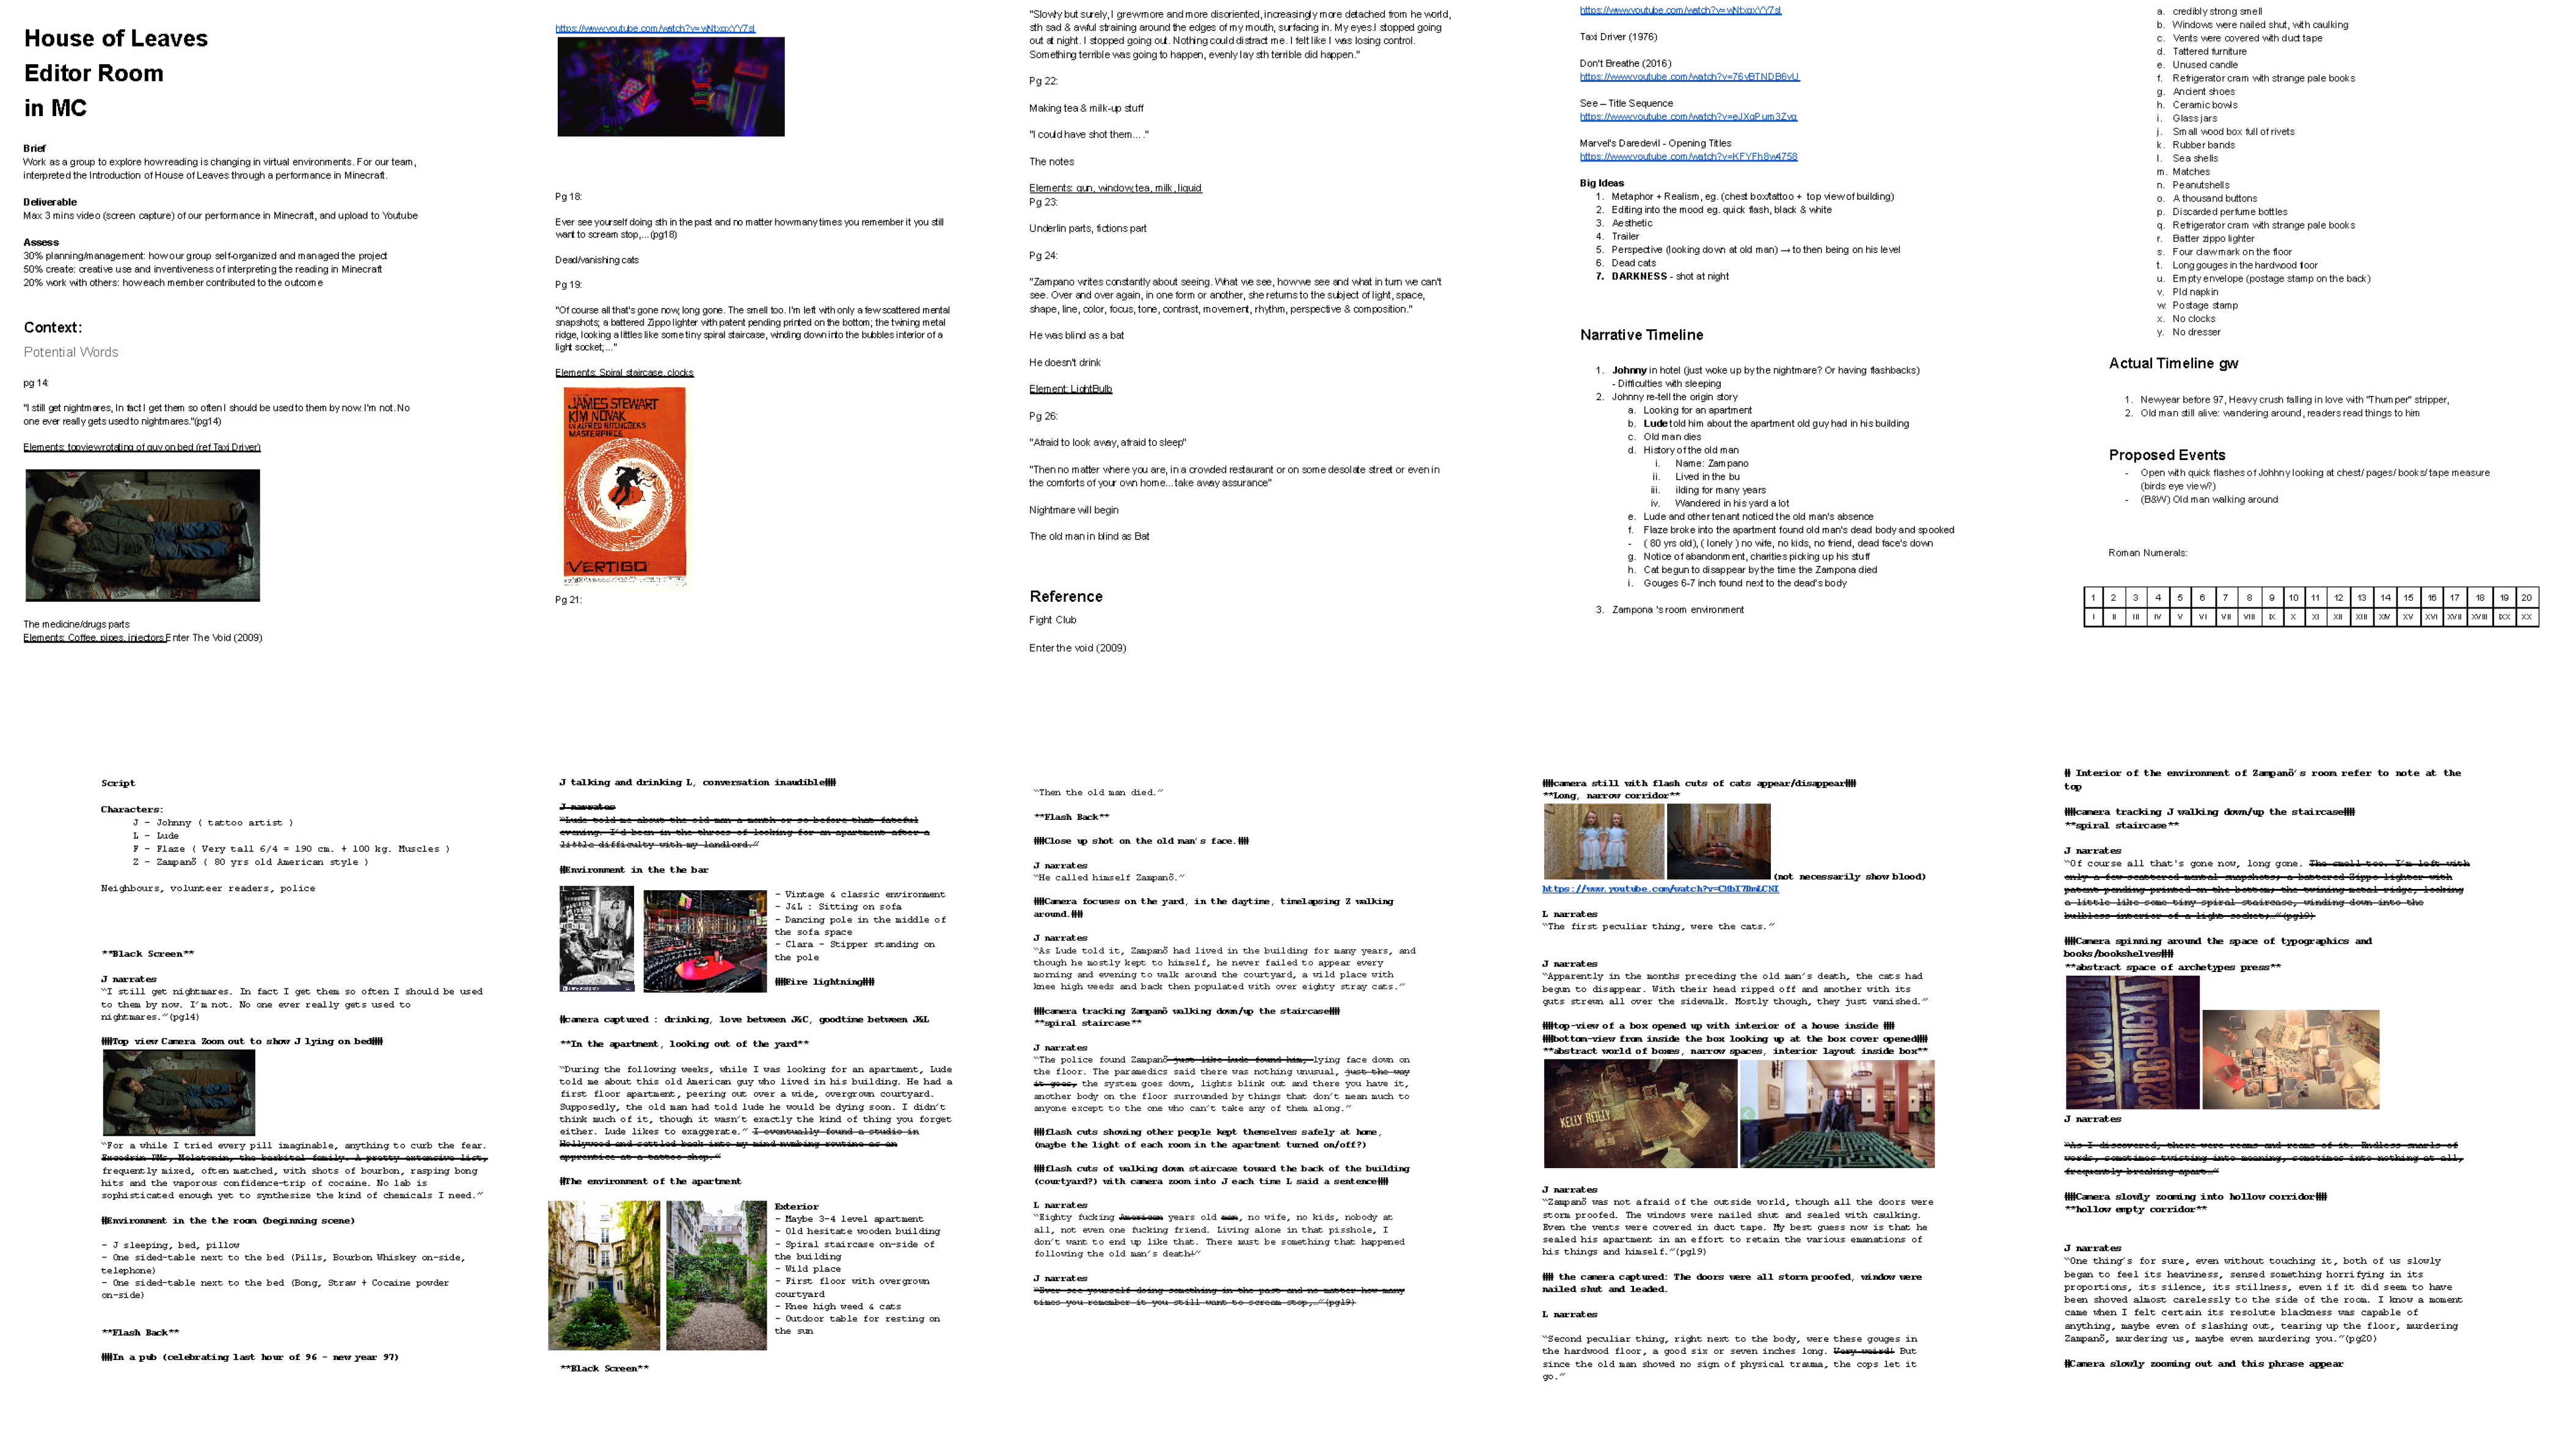 House of Leaves
Editor Room
in MC
Brief
Work as a group to explore how reading is changing in virtual environments. For our team,
interpreted the Introduction of House of Leaves through a performance in Minecraft.
Deliverable
Max 3 mins video (screen capture) of our performance in Minecraft, and upload to Youtube
Assess
30% planning/management: how our group self-organized and managed the project
50% create: creative use and inventiveness of interpreting the reading in Minecraft
20% work with others: how each member contributed to the outcome
Context:
Potential Words
pg 14:
"I still get nightmares, In fact I get them so often I should be used to them by now. I'm not. No
one ever really gets used to nightmares."(pg14)
Elements: topview rotating of guy on bed (ref Taxi Driver)
The medicine/drugs parts
Elements: Coffee, pipes, injectors Enter The Void (2009)
https://www.youtube.com/watch?v=wNtxqxYY7sI
Pg 18:
Ever see yourself doing sth in the past and no matter how many times you remember it you still
want to scream stop,...(pg18)
Dead/vanishing cats
Pg 19:
"Of course all that's gone now, long gone. The smell too. I'm left with only a few scattered mental
snapshots; a battered Zippo lighter with patent pending printed on the bottom; the twining metal
ridge, looking a littles like some tiny spiral staircase, winding down into the bubbles interior of a
light socket;..."
Elements: Spiral staircase, clocks
JAMES STEWART
KIM NOVAK
IN ALFRED HITCHCOCK'S
MASTERPIECE
'VERTIGO'
Pg 21:
"Slowly but surely, I grew more and more disoriented, increasingly more detached from he world,
sth sad & awful straining around the edges of my mouth, surfacing in. My eyes.I stopped going
out at night. I stopped going out. Nothing could distract me. I felt like I was losing control.
Something terrible was going to happen, evenly lay sth terrible did happen."
Pg 22:
Making tea & milk-up stuff
"I could have shot them... ."
The notes
Elements: gun, window, tea, milk, liquid
Pg 23:
Underlin parts, fictions part
Pg 24:
"Zampano writes constantly about seeing. What we see, how we see and what in turn we can't
see. Over and over again, in one form or another, she returns to the subject of light, space,
shape, line, color, focus, tone, contrast, movement, rhythm, perspective & composition."
He was blind as a bat
He doesn't drink
Element: LightBulb
Pg 26:
"Afraid to look away, afraid to sleep"
"Then no matter where you are, in a crowded restaurant or on some desolate street or even in
the comforts of your own home...take away assurance"
Nightmare will begin
The old man in blind as Bat
Reference
Fight Club
Enter the void (2009)
https://www.youtube.com/watch?v=wNtxqxYY7sI
Taxi Driver (1976)
Don't Breathe (2016)
https://www.youtube.com/watch?v=76vBTNDB6vU
See – Title Sequence
https://www.youtube.com/watch?v=eJXqPum3Zvg
Marvel's Daredevil - Opening Titles
https://www.youtube.com/watch?v=KFYFh8w4758
Big Ideas
1. Metaphor + Realism, eg. (chest box/tattoo + top view of building)
2. Editing into the mood eg. quick flash, black & white
3. Aesthetic
4. Trailer
5. Perspective (looking down at old man) → to then being on his level
6. Dead cats
7. DARKNESS - shot at night
Narrative Timeline
1. Johnny in hotel (just woke up by the nightmare? Or having flashbacks)
- Difficulties with sleeping
2. Johnny re-tell the origin story
a. Looking for an apartment
b. Lude told him about the apartment old guy had in his building
c. Old man dies
d. History of the old man
i. Name: Zampano
ii. Lived in the bu
iii. ilding for many years
iv. Wandered in his yard a lot
e. Lude and other tenant noticed the old man's absence
f. Flaze broke into the apartment found old man's dead body and spooked
- ( 80 yrs old), ( lonely ) no wife, no kids, no friend, dead face's down
g. Notice of abandonment, charities picking up his stuff
h. Cat begun to disappear by the time the Zampona died
i. Gouges 6-7 inch found next to the dead's body
3. Zampona 's room environment
a. credibly strong smell
b. Windows were nailed shut, with caulking
c. Vents were covered with duct tape
d. Tattered furniture
e. Unused candle
f. Refrigerator cram with strange pale books
g. Ancient shoes
h. Ceramic bowls
i. Glass jars
j. Small wood box full of rivets
k. Rubber bands
l. Sea shells
m. Matches
n. Peanutshells
o. A thousand buttons
p. Discarded perfume bottles
q. Refrigerator cram with strange pale books
r. Batter zippo lighter
s. Four claw mark on the floor
t. Long gouges in the hardwood floor
u. Empty envelope (postage stamp on the back)
v. Pld napkin
w. Postage stamp
x. No clocks
y. No dresser
Actual Timeline gw
1. Newyear before 97, Heavy crush falling in love with "Thumper" stripper,
2. Old man still alive: wandering around, readers read things to him
Proposed Events
- Open with quick flashes of Johhny looking at chest/ pages/ books/ tape measure
(birds eye view?)
- (B&W) Old man walking around
Roman Numerals:
1 2 3 4 5 6 7 8 9 10 11 12 13 14 15 16 17 18 19 20
I II III IV V VI VII VIII IX X XI XII XIII XIV XV XVI XVII XVIII IXX XX
Script
Characters:
J - Johnny ( tattoo artist )
L - Lude
F - Flaze ( Very tall 6/4 = 190 cm. + 100 kg. Muscles )
Z - Zampanõ ( 80 yrs old American style )
Neighbours, volunteer readers, police
**Black Screen**
J narrates
"I still get nightmares. In fact I get them so often I should be used
to them by now. I'm not. No one ever really gets used to
nightmares."(pg14)
##Top view Camera Zoom out to show J lying on bed##
"For a while I tried every pill imaginable, anything to curb the fear.
Excedrin PMs, Melatonin, the barbital family. A pretty extensive list,
frequently mixed, often matched, with shots of bourbon, rasping bong
hits and the vaporous confidence-trip of cocaine. No lab is
sophisticated enough yet to synthesize the kind of chemicals I need."
#Environment in the the room (beginning scene)
- J sleeping, bed, pillow
- One sided-table next to the bed (Pills, Bourbon Whiskey on-side,
telephone)
- One sided-table next to the bed (Bong, Straw + Cocaine powder
on-side)
**Flash Back**
##In a pub (celebrating last hour of 96 - new year 97)
J talking and drinking L, conversation inaudible##
J narrates
"Lude told me about the old man a month or so before that fateful
evening. I'd been in the throes of looking for an apartment after a
little difficulty with my landlord."
#Environment in the the bar
- Vintage & classic environment
- J&L : Sitting on sofa
- Dancing pole in the middle of
the sofa space
- Clara - Stipper standing on
the pole
##Fire lightning##
#camera captured : drinking, love between J&C, goodtime between J&L
**In the apartment, looking out of the yard**
"During the following weeks, while I was looking for an apartment, Lude
told me about this old American guy who lived in his building. He had a
first floor apartment, peering out over a wide, overgrown courtyard.
Supposedly, the old man had told lude he would be dying soon. I didn't
think much of it, though it wasn't exactly the kind of thing you forget
either. Lude likes to exaggerate." I eventually found a studio in
Hollywood and settled back into my mind numbing routine as an
apprentice at a tattoo shop."
#The environment of the apartment
Exterior
- Maybe 3-4 level apartment
- Old hesitate wooden building
- Spiral staircase on-side of
the building
- Wild place
- First floor with overgrown
courtyard
- Knee high weed & cats
- Outdoor table for resting on
the sun
**Black Screen**
"Then the old man died."
**Flash Back**
##Close up shot on the old man's face.##
J narrates
"He called himself Zampanõ."
##Camera focuses on the yard, in the daytime, timelapsing Z walking
around.##
J narrates
"As Lude told it, Zampanõ had lived in the building for many years, and
though he mostly kept to himself, he never failed to appear every
morning and evening to walk around the courtyard, a wild place with
knee high weeds and back then populated with over eighty stray cats."
##camera tracking Zampanõ walking down/up the staircase##
**spiral staircase**
J narrates
"The police found Zampanõ just like Lude found him, lying face down on
the floor. The paramedics said there was nothing unusual, just the way
it goes, the system goes down, lights blink out and there you have it,
another body on the floor surrounded by things that don't mean much to
anyone except to the one who can't take any of them along."
##flash cuts showing other people kept themselves safely at home,
(maybe the light of each room in the apartment turned on/off?)
##flash cuts of walking down staircase toward the back of the building
(courtyard?) with camera zoom into J each time L said a sentence##
L narrates
"Eighty fucking American years old man, no wife, no kids, nobody at
all, not even one fucking friend. Living alone in that pisshole, I
don't want to end up like that. There must be something that happened
following the old man's death!"
J narrates
"Ever see yourself doing something in the past and no matter how many
times you remember it you still want to scream stop,…"(pg19)
##camera still with flash cuts of cats appear/disappear##
**Long, narrow corridor**
(not necessarily show blood)
https://www.youtube.com/watch?v=CMbI7DmLCNI
L narrates
"The first peculiar thing, were the cats."
J narrates
"Apparently in the months preceding the old man's death, the cats had
begun to disappear. With their head ripped off and another with its
guts strewn all over the sidewalk. Mostly though, they just vanished."
##top-view of a box opened up with interior of a house inside ##
##bottom-view from inside the box looking up at the box cover opened##
**abstract world of boxes, narrow spaces, interior layout inside box**
KELLY REILLY
J narrates
"Zampanõ was not afraid of the outside world, though all the doors were
storm proofed. The windows were nailed shut and sealed with caulking.
Even the vents were covered in duct tape. My best guess now is that he
sealed his apartment in an effort to retain the various emanations of
his things and himself."(pg19)
## the camera captured: The doors were all storm proofed, window were
nailed shut and leaded.
L narrates
"Second peculiar thing, right next to the body, were these gouges in
the hardwood floor, a good six or seven inches long. Very weird! But
since the old man showed no sign of physical trauma, the cops let it
go."
# Interior of the environment of Zampanõ's room refer to note at the
top
##camera tracking J walking down/up the staircase##
**spiral staircase**
J narrates
"Of course all that's gone now, long gone. The smell too. I'm left with
only a few scattered mental snapshots; a battered Zippo lighter with
patent pending printed on the bottom; the twining metal ridge, looking
a little like some tiny spiral staircase, winding down into the
bulbless interior of a light socket;…"(pg19)
##Camera spinning around the space of typographics and
books/bookshelves##
**abstract space of archetypes press**
J narrates
"As I discovered, there were reams and reams of it. Endless snarls of
words, sometimes twisting into meaning, sometimes into nothing at all,
frequently breaking apart…"
##Camera slowly zooming into hollow corridor##
**hollow empty corridor**
J narrates
"One thing's for sure, even without touching it, both of us slowly
began to feel its heaviness, sensed something horrifying in its
proportions, its silence, its stillness, even if it did seem to have
been shoved almost carelessly to the side of the room. I know a moment
came when I felt certain its resolute blackness was capable of
anything, maybe even of slashing out, tearing up the floor, murdering
Zampanõ, murdering us, maybe even murdering you."(pg20)
#Camera slowly zooming out and this phrase appear